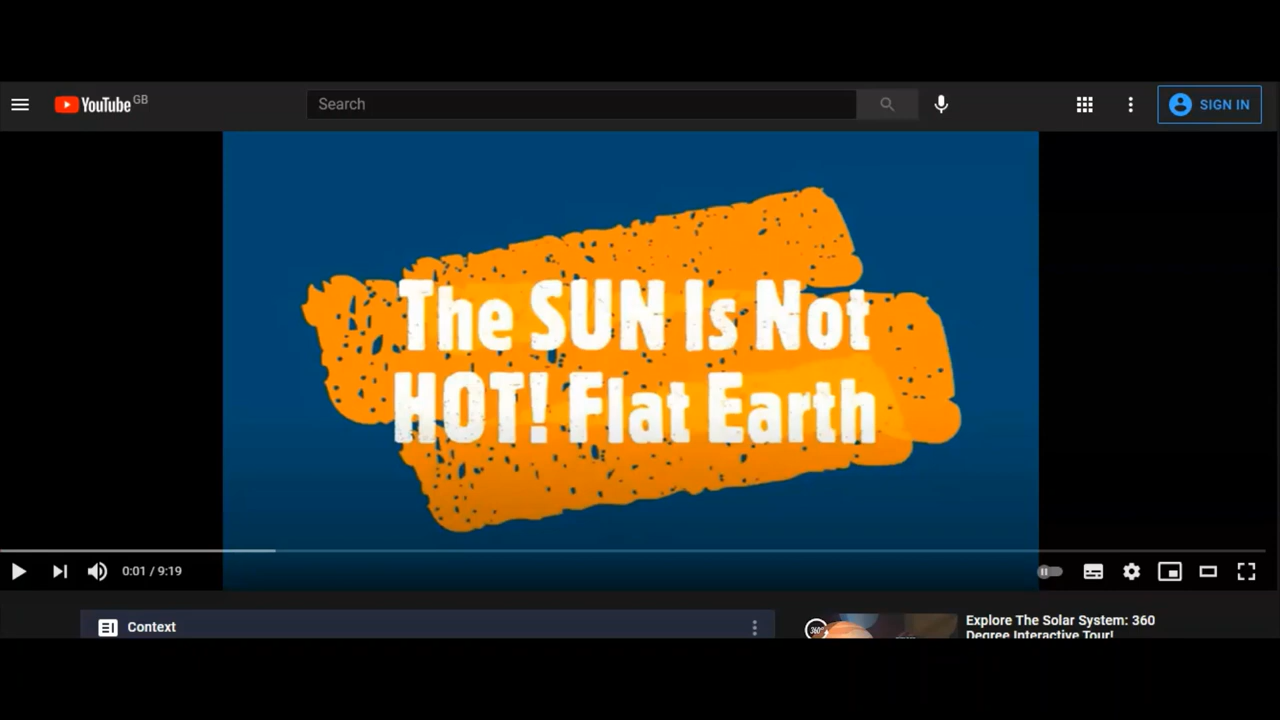 YouTube GB
Search
SIGN IN
The SUN Is Not
HOT! Flat Earth
0:01 / 9:19
Context
360°
Explore The Solar System: 360
Degree Interactive Tour!